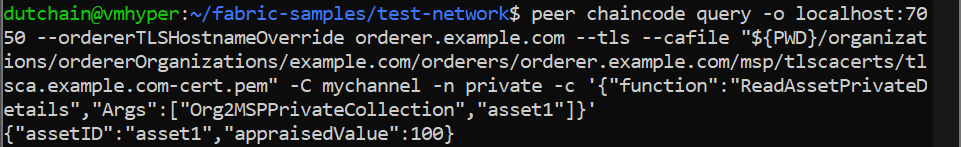 dutchain@vmhyper:~/fabric-samples/test-network$ peer chaincode query -o localhost:70
50 --ordererTLSHostnameOverride orderer.example.com --tls --cafile "${PWD}/organizat
ions/ordererOrganizations/example.com/orderers/orderer.example.com/msp/tlscacerts/tl
sca.example.com-cert.pem" -C mychannel -n private -c '{"function":"ReadAssetPrivateD
etails","Args":["Org2MSPPrivateCollection","asset1"]}'
{"assetID":"asset1","appraisedValue":100}